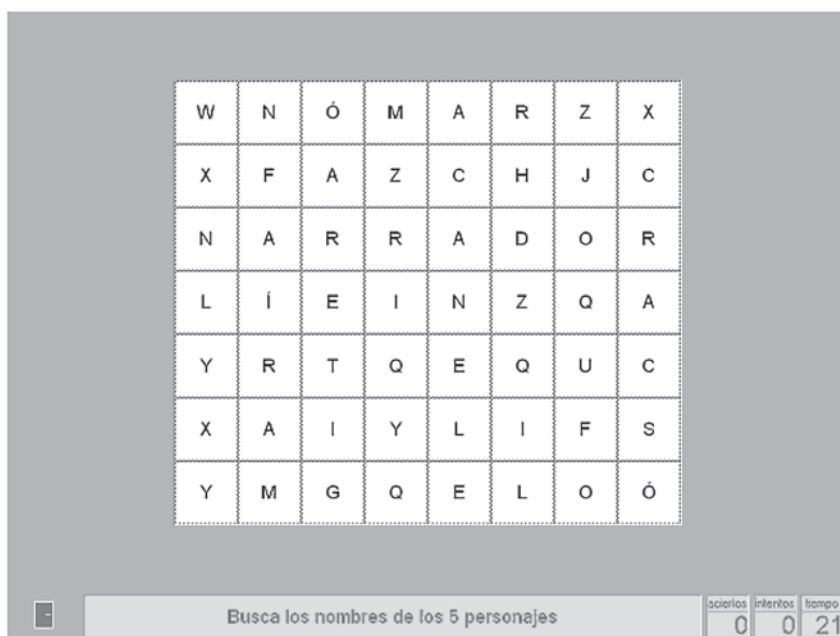 W N Ó M A R Z X
X F A Z C H J C
N A R R A D O R
L Í E I N Z Q A
Y R T Q E Q U C
X A I Y L I F S
Y M G Q E L O Ó
Busca los nombres de los 5 personajes
aciertos intentos tiempo
0 0 21